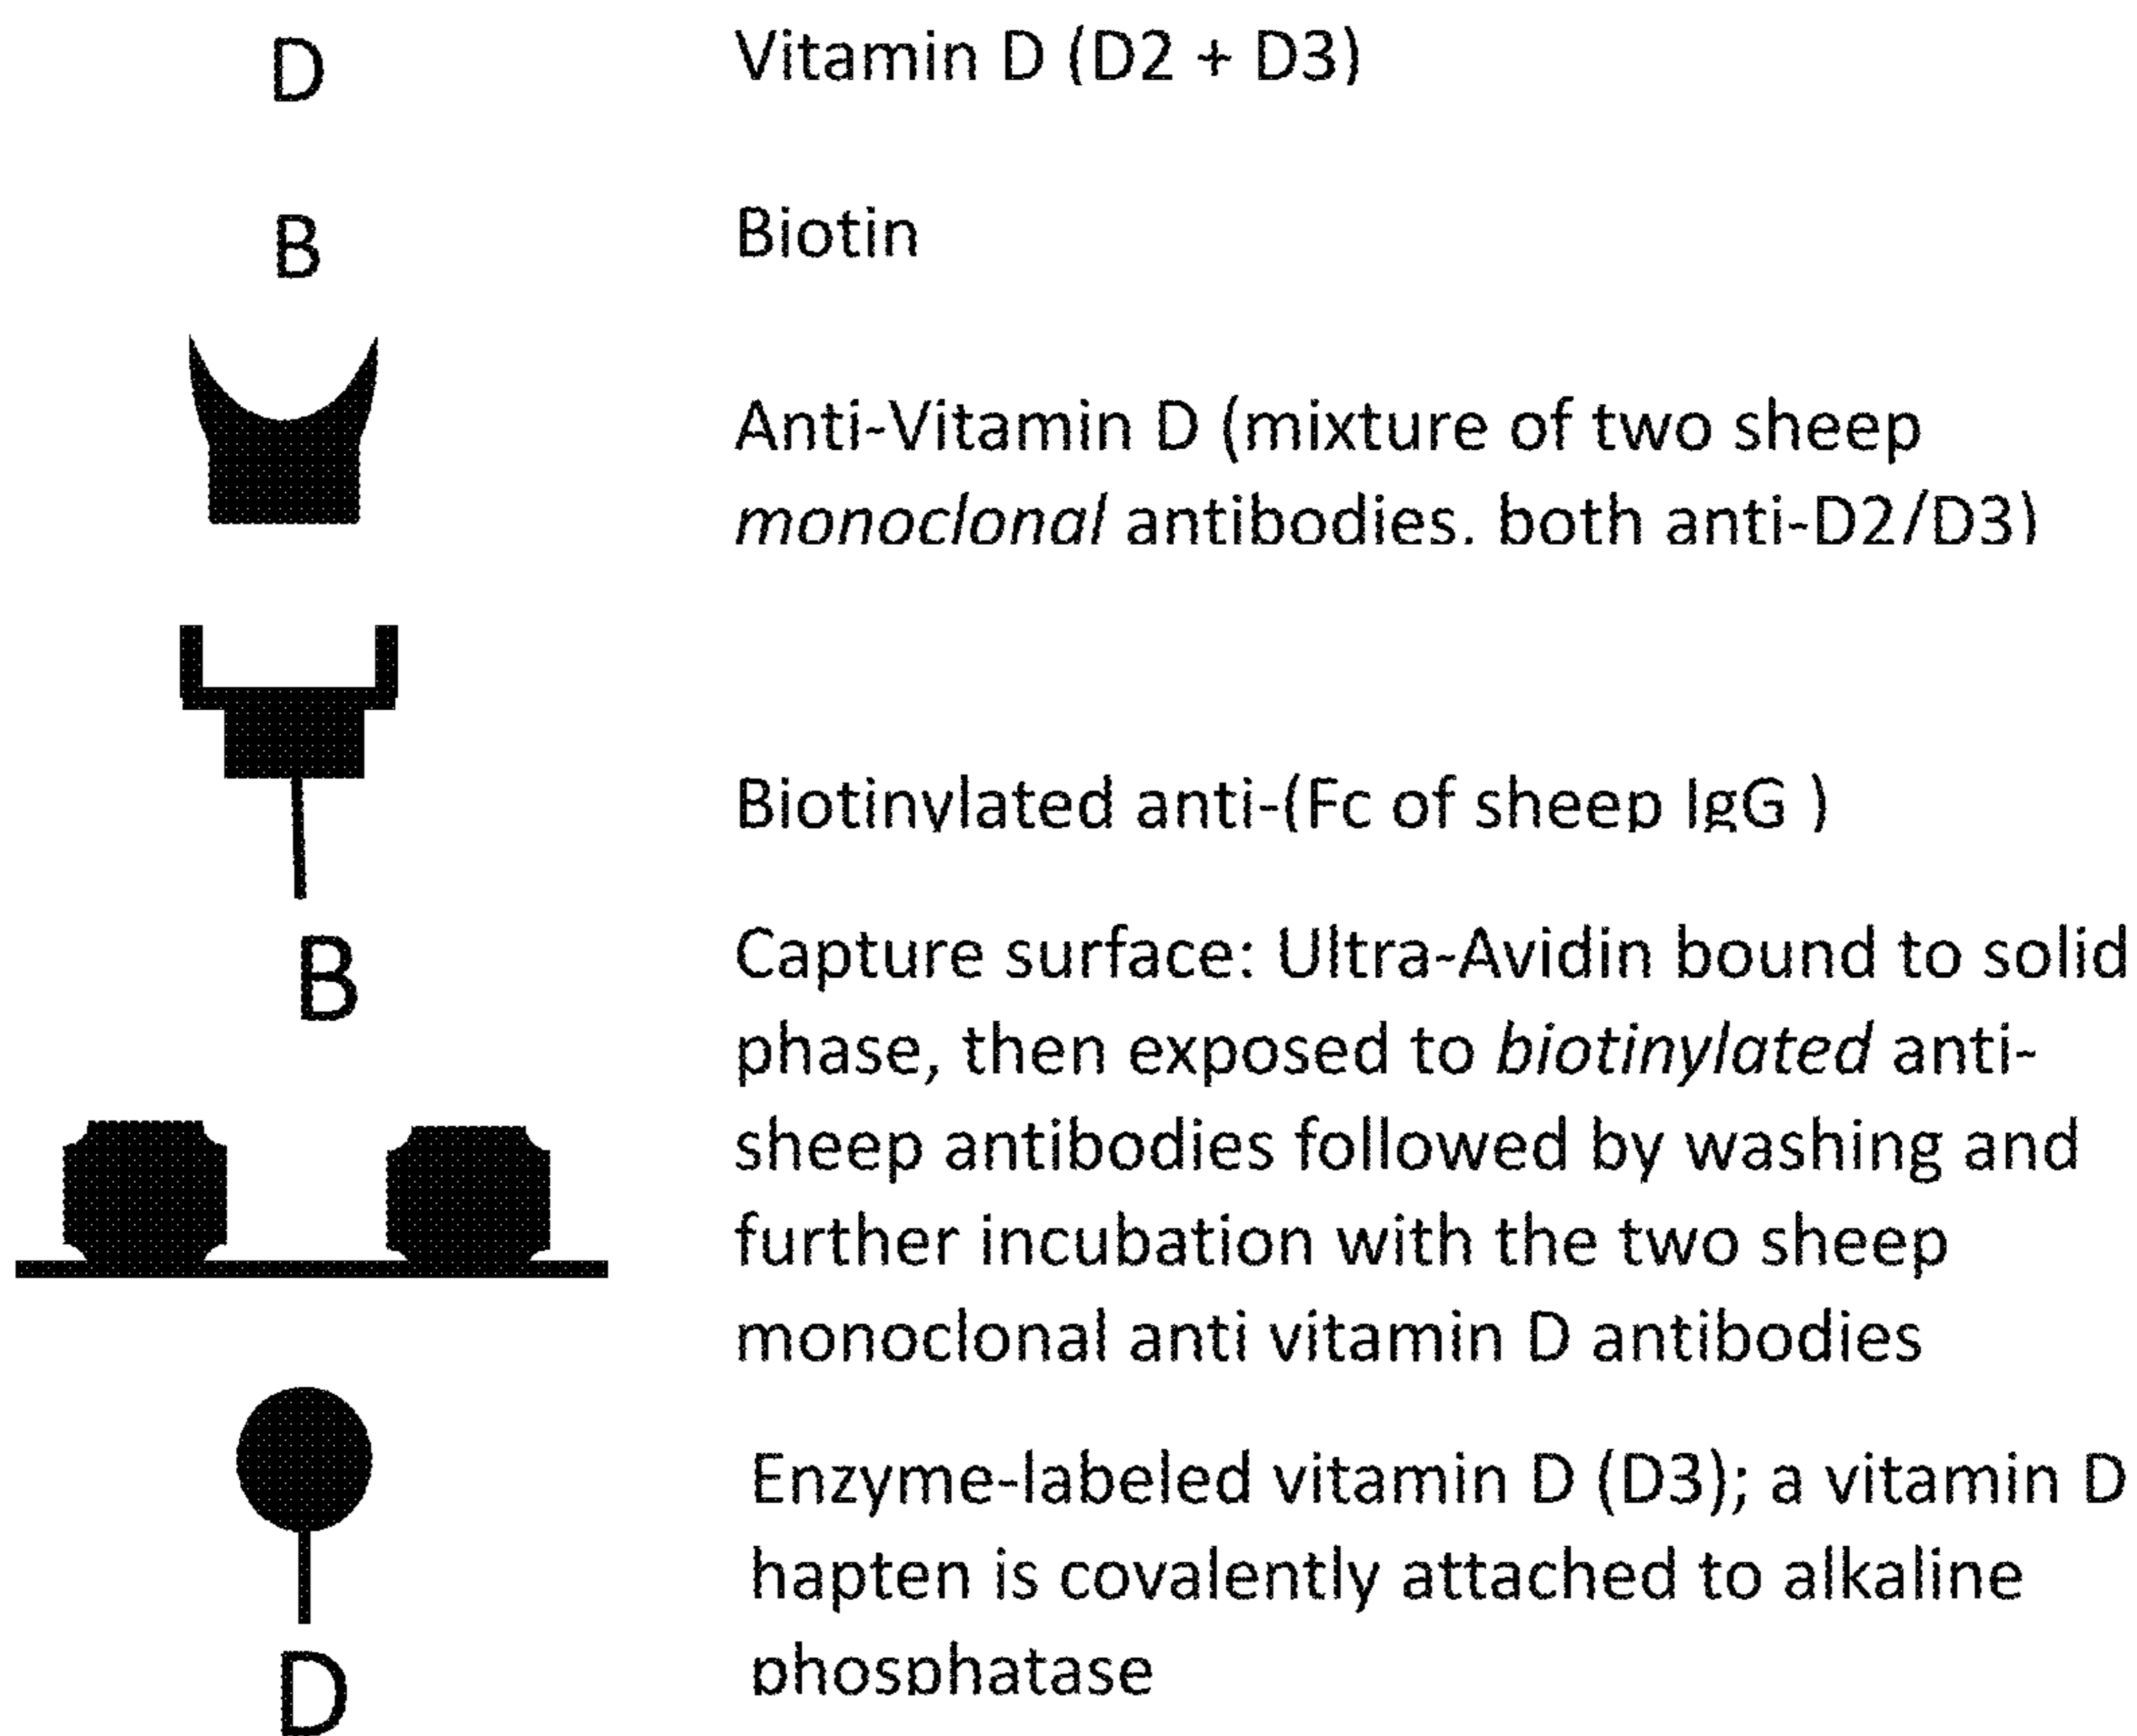 D Vitamin D (D2 + D3)
B Biotin
Anti-Vitamin D (mixture of two sheep
monoclonal antibodies. both anti-D2/D3)
Biotinylated anti-(Fc of sheep IgG )
B
Capture surface: Ultra-Avidin bound to solid
phase, then exposed to biotinylated anti-
sheep antibodies followed by washing and
further incubation with the two sheep
monoclonal anti vitamin D antibodies
Enzyme-labeled vitamin D (D3); a vitamin D
hapten is covalently attached to alkaline
phosphatase
D